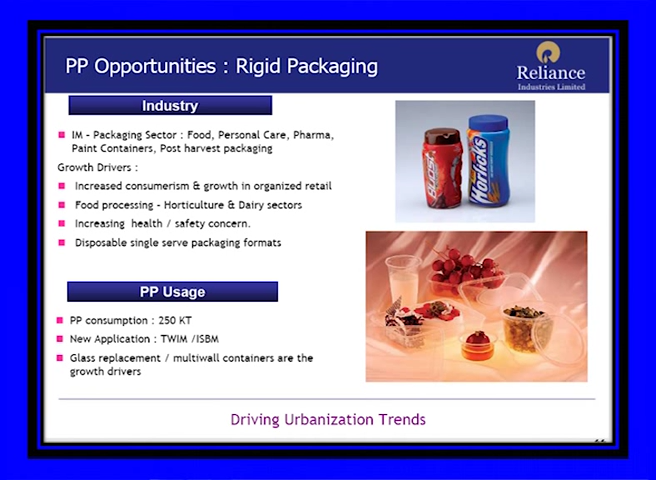 PP Opportunities : Rigid Packaging
Reliance
Industries Limited
Industry
IM – Packaging Sector : Food, Personal Care, Pharma,
Paint Containers, Post harvest packaging
Growth Drivers :
Increased consumerism & growth in organized retail
Food processing – Horticulture & Dairy sectors
Increasing health / safety concern.
Disposable single serve packaging formats
BOOST
Horlicks
PP Usage
PP consumption : 250 KT
New Application : TWIM /ISBM
Glass replacement / multiwall containers are the
growth drivers
Driving Urbanization Trends